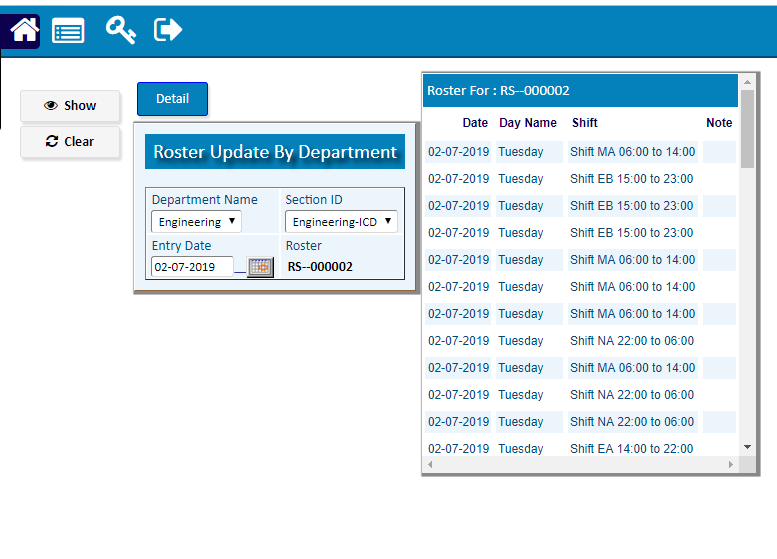 Show
Clear
Detail
Roster Update By Department
Department Name Section ID
Engineering Engineering-ICD
Entry Date Roster
02-07-2019 RS--000002
Roster For : RS--000002
Date Day Name Shift Note
02-07-2019 Tuesday Shift MA 06:00 to 14:00
02-07-2019 Tuesday Shift EB 15:00 to 23:00
02-07-2019 Tuesday Shift EB 15:00 to 23:00
02-07-2019 Tuesday Shift EB 15:00 to 23:00
02-07-2019 Tuesday Shift MA 06:00 to 14:00
02-07-2019 Tuesday Shift MA 06:00 to 14:00
02-07-2019 Tuesday Shift MA 06:00 to 14:00
02-07-2019 Tuesday Shift NA 22:00 to 06:00
02-07-2019 Tuesday Shift MA 06:00 to 14:00
02-07-2019 Tuesday Shift NA 22:00 to 06:00
02-07-2019 Tuesday Shift NA 22:00 to 06:00
02-07-2019 Tuesday Shift EA 14:00 to 22:00